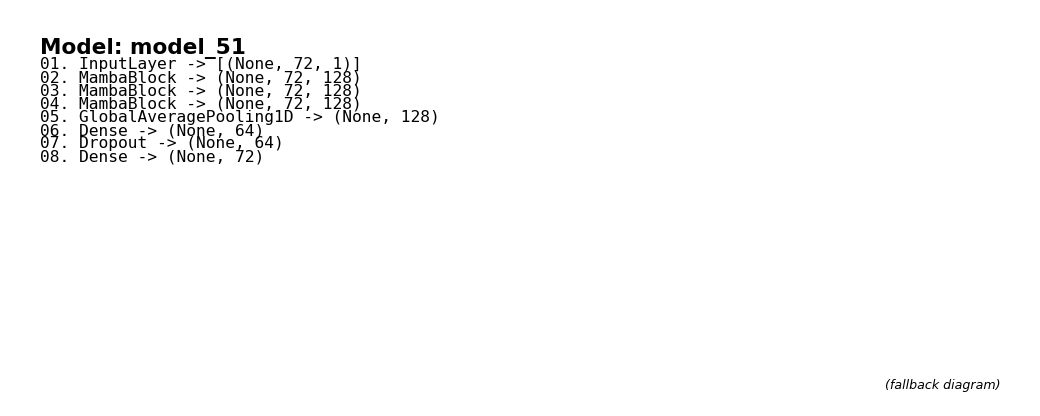 Model: model_51
01. InputLayer -> [(None, 72, 1)]
02. MambaBlock -> (None, 72, 128)
03. MambaBlock -> (None, 72, 128)
04. MambaBlock -> (None, 72, 128)
05. GlobalAveragePooling1D -> (None, 128)
06. Dense -> (None, 64)
07. Dropout -> (None, 64)
08. Dense -> (None, 72)
(fallback diagram)